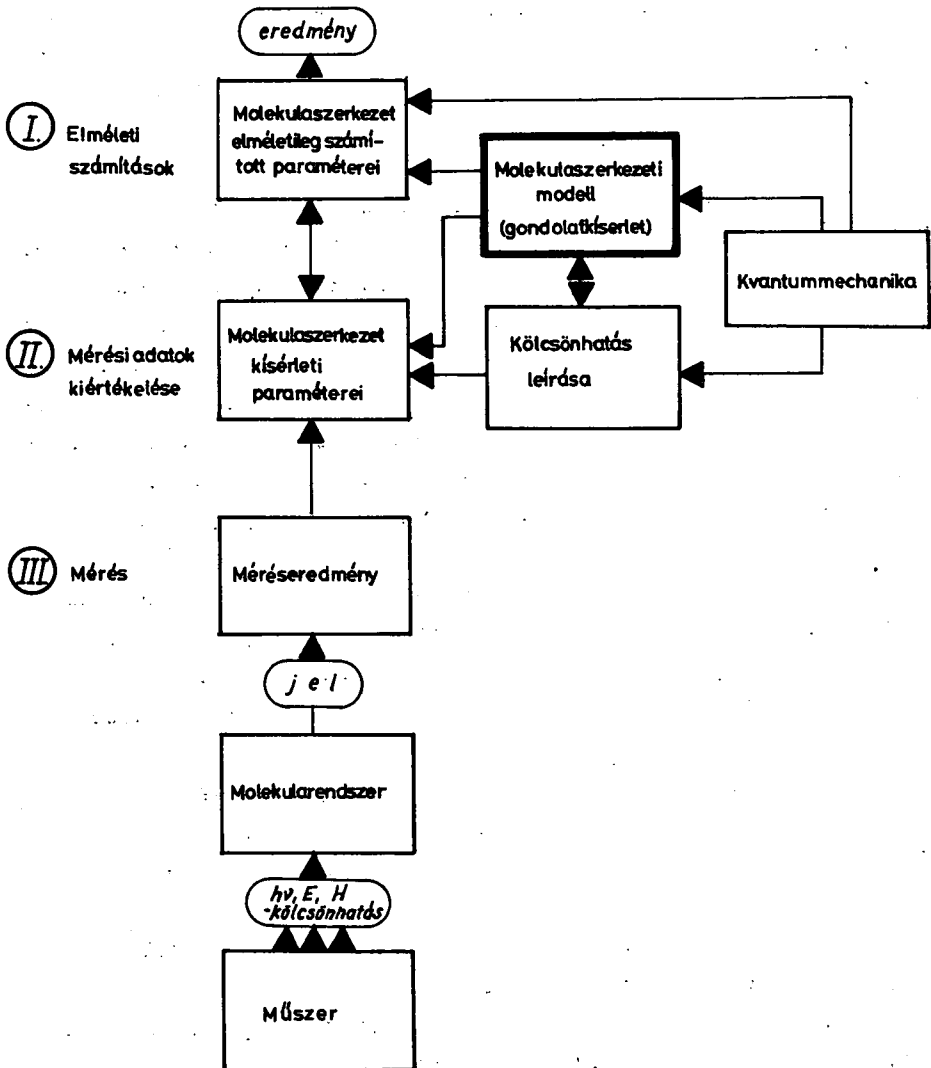 eredmény
I.
Elméleti
számítások
Molekulaszerkezet
elméletileg számí-
tott paraméterei
Molekulaszerkezeti
modell
(gondolatkísérlet)
Kvantummechanika
II.
Mérési adatok
kiértékelése
Molekulaszerkezet
kísérleti
paraméterei
Kölcsönhatás
leírása
III
Mérés
Méréseredmény
j e l
Molekularendszer
hν, E, H
-kölcsönhatás
Műszer